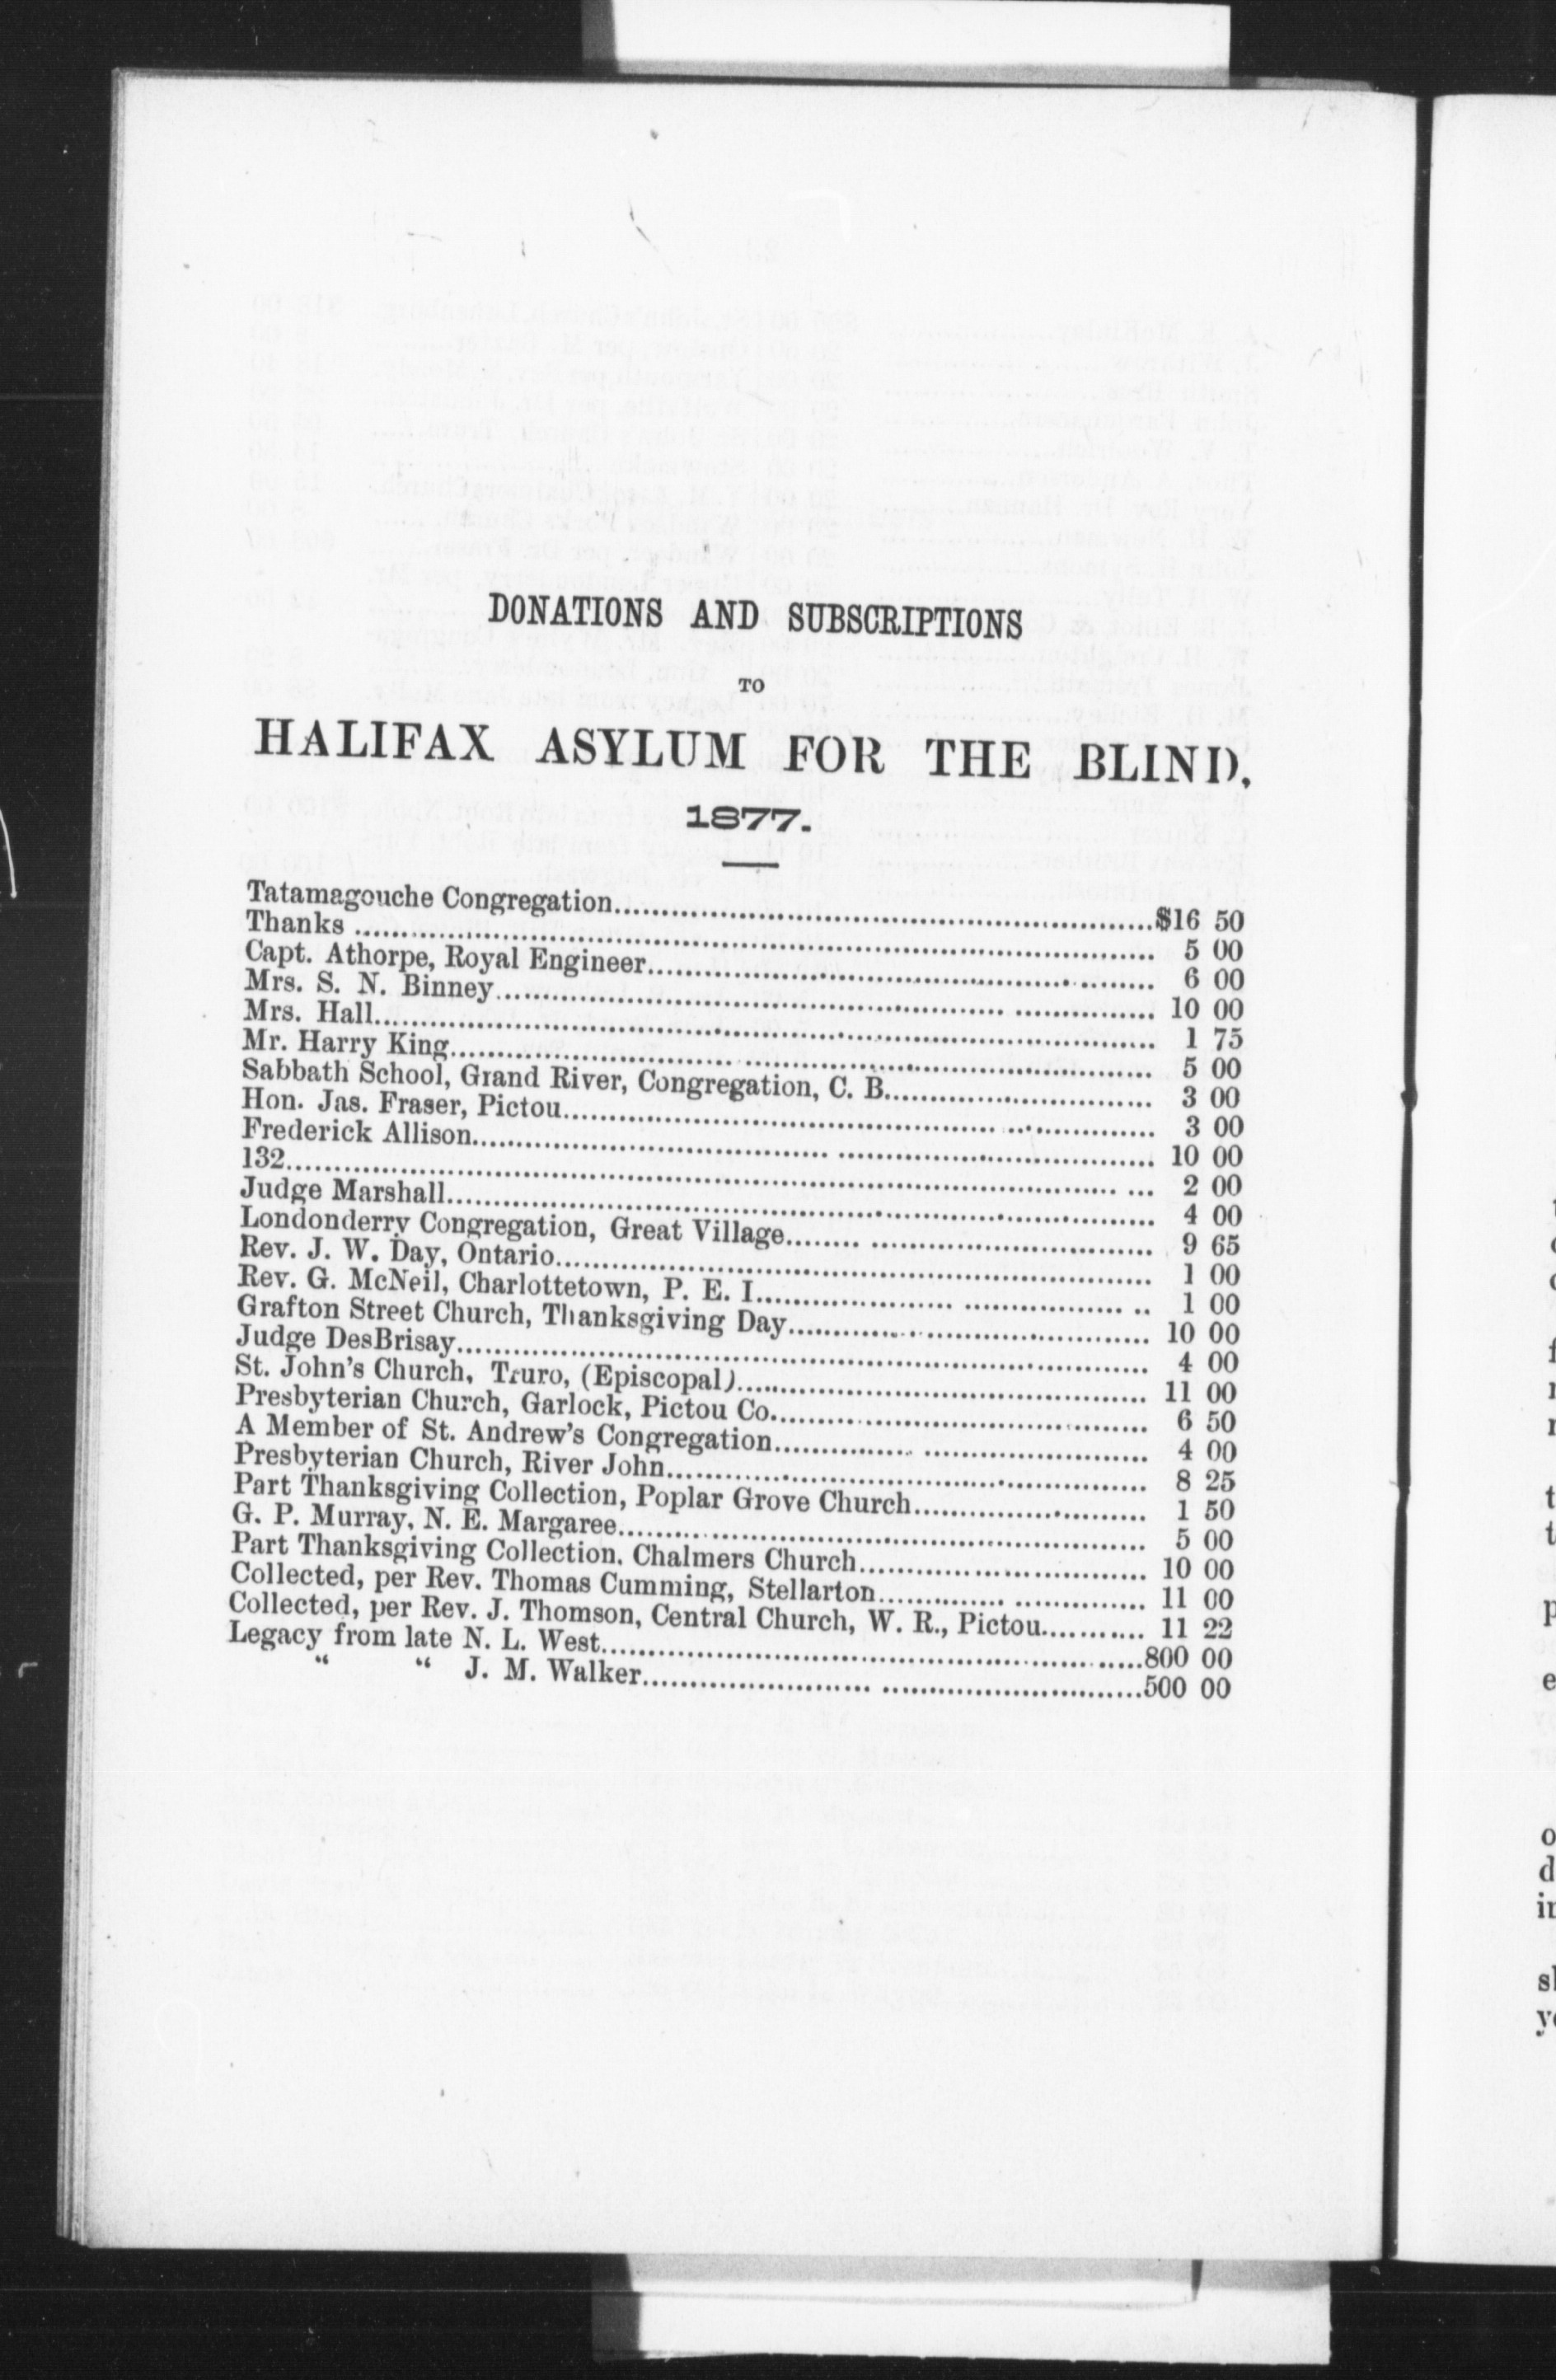 DONATIONS AND SUBSCRIPTIONS
TO
HALIFAX ASYLUM FOR THE BLIND,
1877.
Tatamagouche Congregation.......$16 50
Thanks ....... 5 00
Capt. Athorpe, Royal Engineer....... 6 00
Mrs. S. N. Binney....... 10 00
Mrs. Hall....... 1 75
Mr. Harry King....... 5 00
Sabbath School, Grand River, Congregation, C. B....... 3 00
Hon. Jas. Fraser, Pictou....... 3 00
Frederick Allison....... 10 00
132....... 2 00
Judge Marshall....... 4 00
Londonderry Congregation, Great Village....... 9 65
Rev. J. W. Day, Ontario....... 1 00
Rev. G. McNeil, Charlottetown, P. E. I....... 1 00
Grafton Street Church, Thanksgiving Day....... 10 00
Judge DesBrisay....... 4 00
St. John's Church, Truro, (Episcopal)....... 11 00
Presbyterian Church, Garlock, Pictou Co....... 6 50
A Member of St. Andrew's Congregation....... 4 00
Presbyterian Church, River John....... 8 25
Part Thanksgiving Collection, Poplar Grove Church....... 1 50
G. P. Murray, N. E. Margaree....... 5 00
Part Thanksgiving Collection. Chalmers Church....... 10 00
Collected, per Rev. Thomas Cumming, Stellarton....... 11 00
Collected, per Rev. J. Thomson, Central Church, W. R., Pictou....... 11 22
Legacy from late N. L. West.......800 00
" " J. M. Walker.......500 00